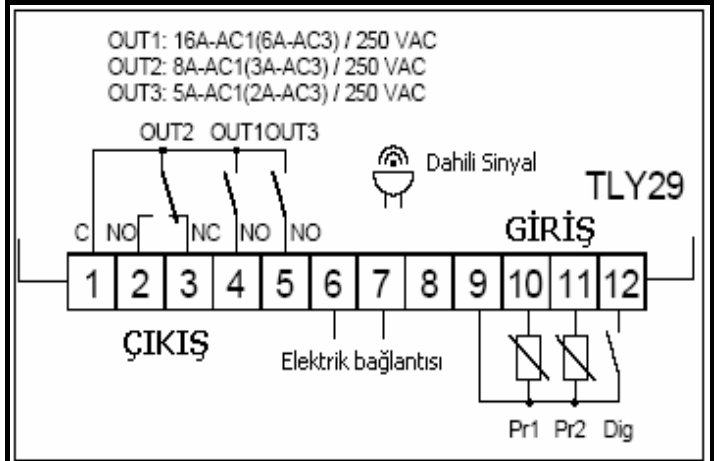 OUT1: 16A-AC1(6A-AC3) / 250 VAC
OUT2: 8A-AC1(3A-AC3) / 250 VAC
OUT3: 5A-AC1(2A-AC3) / 250 VAC
OUT2 OUT1OUT3
Dahili Sinyal
TLY29
C NO NC NO NO
GİRİŞ
1 2 3 4 5 6 7 8 9 10 11 12
ÇIKIŞ
Elektrik bağlantısı
Pr1 Pr2 Dig